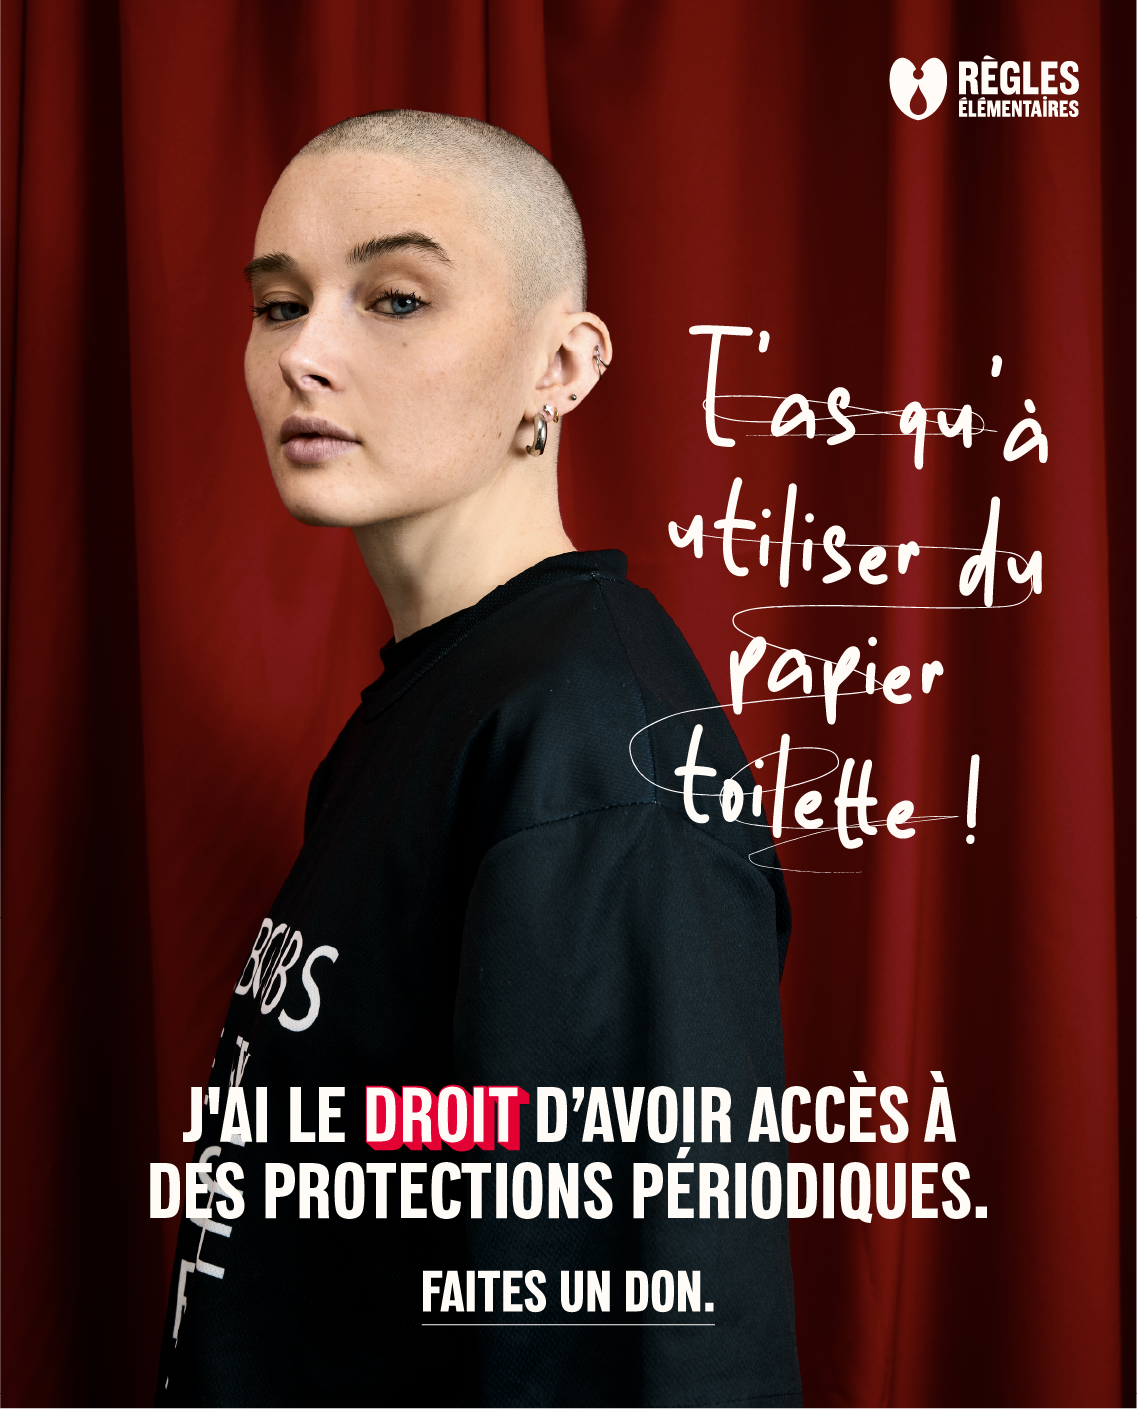 RÈGLES
ÉLÉMENTAIRES
T'as qu'à
utiliser du
papier
toilette !
BOOBS
J'AI LE DROIT D'AVOIR ACCÈS À
DES PROTECTIONS PÉRIODIQUES.
FAITES UN DON.